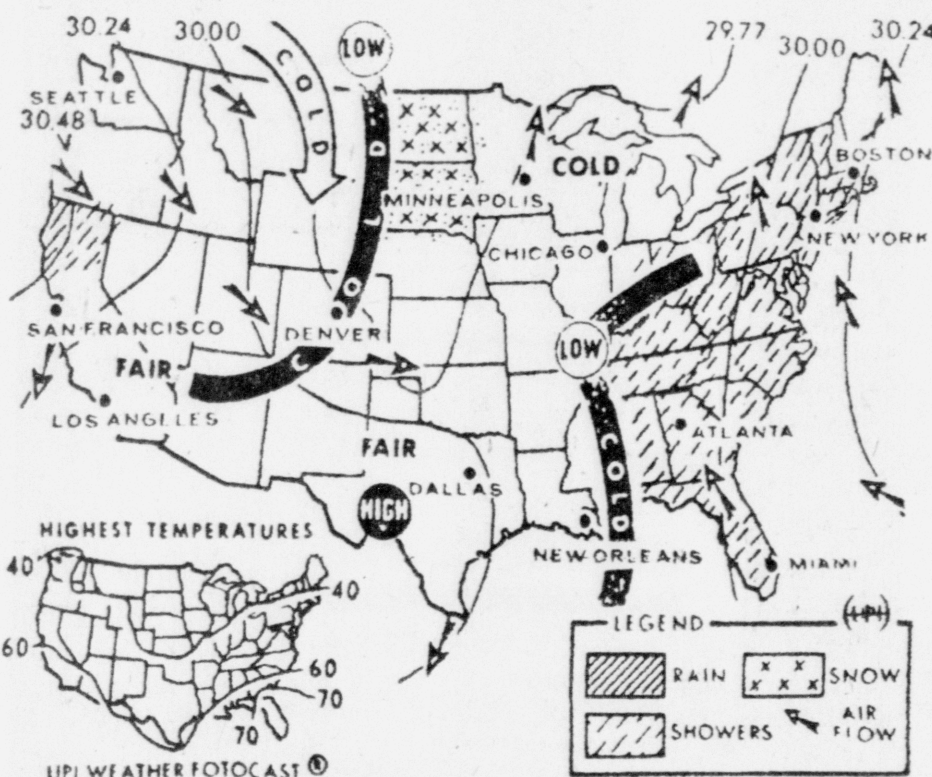 30.24
30.00
COLD
LOW
29.77
30.00
30.24
SEATTLE
30.48
COLD
COLD
BOSTON
MINNEAPOLIS
NEW YORK
CHICAGO
SAN FRANCISCO
DENVER
LOW
FAIR
LOS ANGELES
FAIR
ATLANTA
DALLAS
COLD
HIGH
HIGHEST TEMPERATURES
NEW ORLEANS
MIAMI
40
40
60
60
70
70
LEGEND
UPI
RAIN
SNOW
SHOWERS
AIR
FLOW
UPI WEATHER FOTOCAST ®